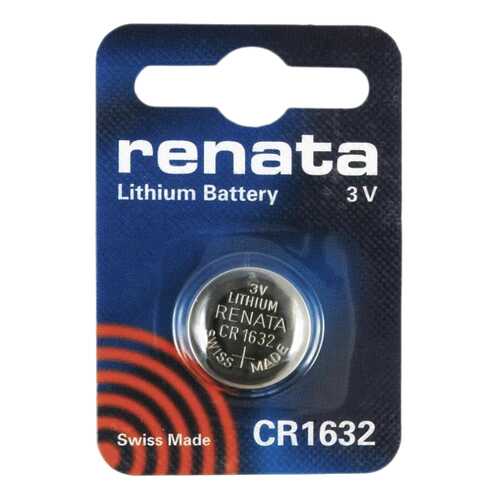 renata
Lithium Battery 3 V
3V
LITHIUM
RENATA
CR 1632
SWISS MADE
Swiss Made CR1632